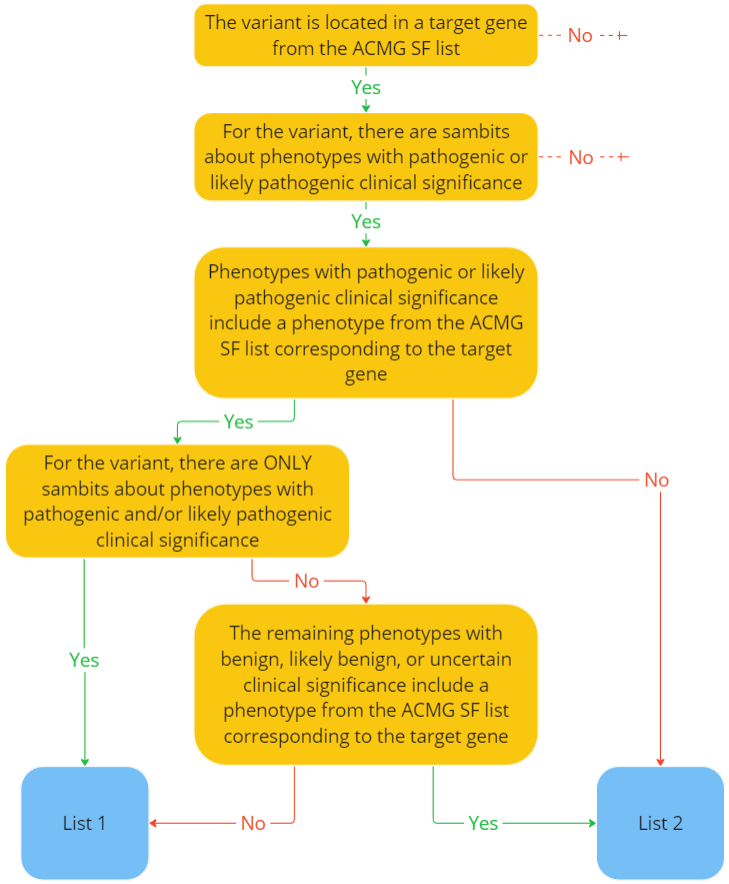 The variant is located in a target gene
from the ACMG SF list
No
Yes
For the variant, there are sambits
about phenotypes with pathogenic or
likely pathogenic clinical significance
No
Yes
Phenotypes with pathogenic or likely
pathogenic clinical significance
include a phenotype from the ACMG
SF list corresponding to the target
gene
Yes
No
For the variant, there are ONLY
sambits about phenotypes with
pathogenic and/or likely pathogenic
clinical significance
No
Yes
The remaining phenotypes with
benign, likely benign, or uncertain
clinical significance include a
phenotype from the ACMG SF list
corresponding to the target gene
List 1
No
Yes
List 2